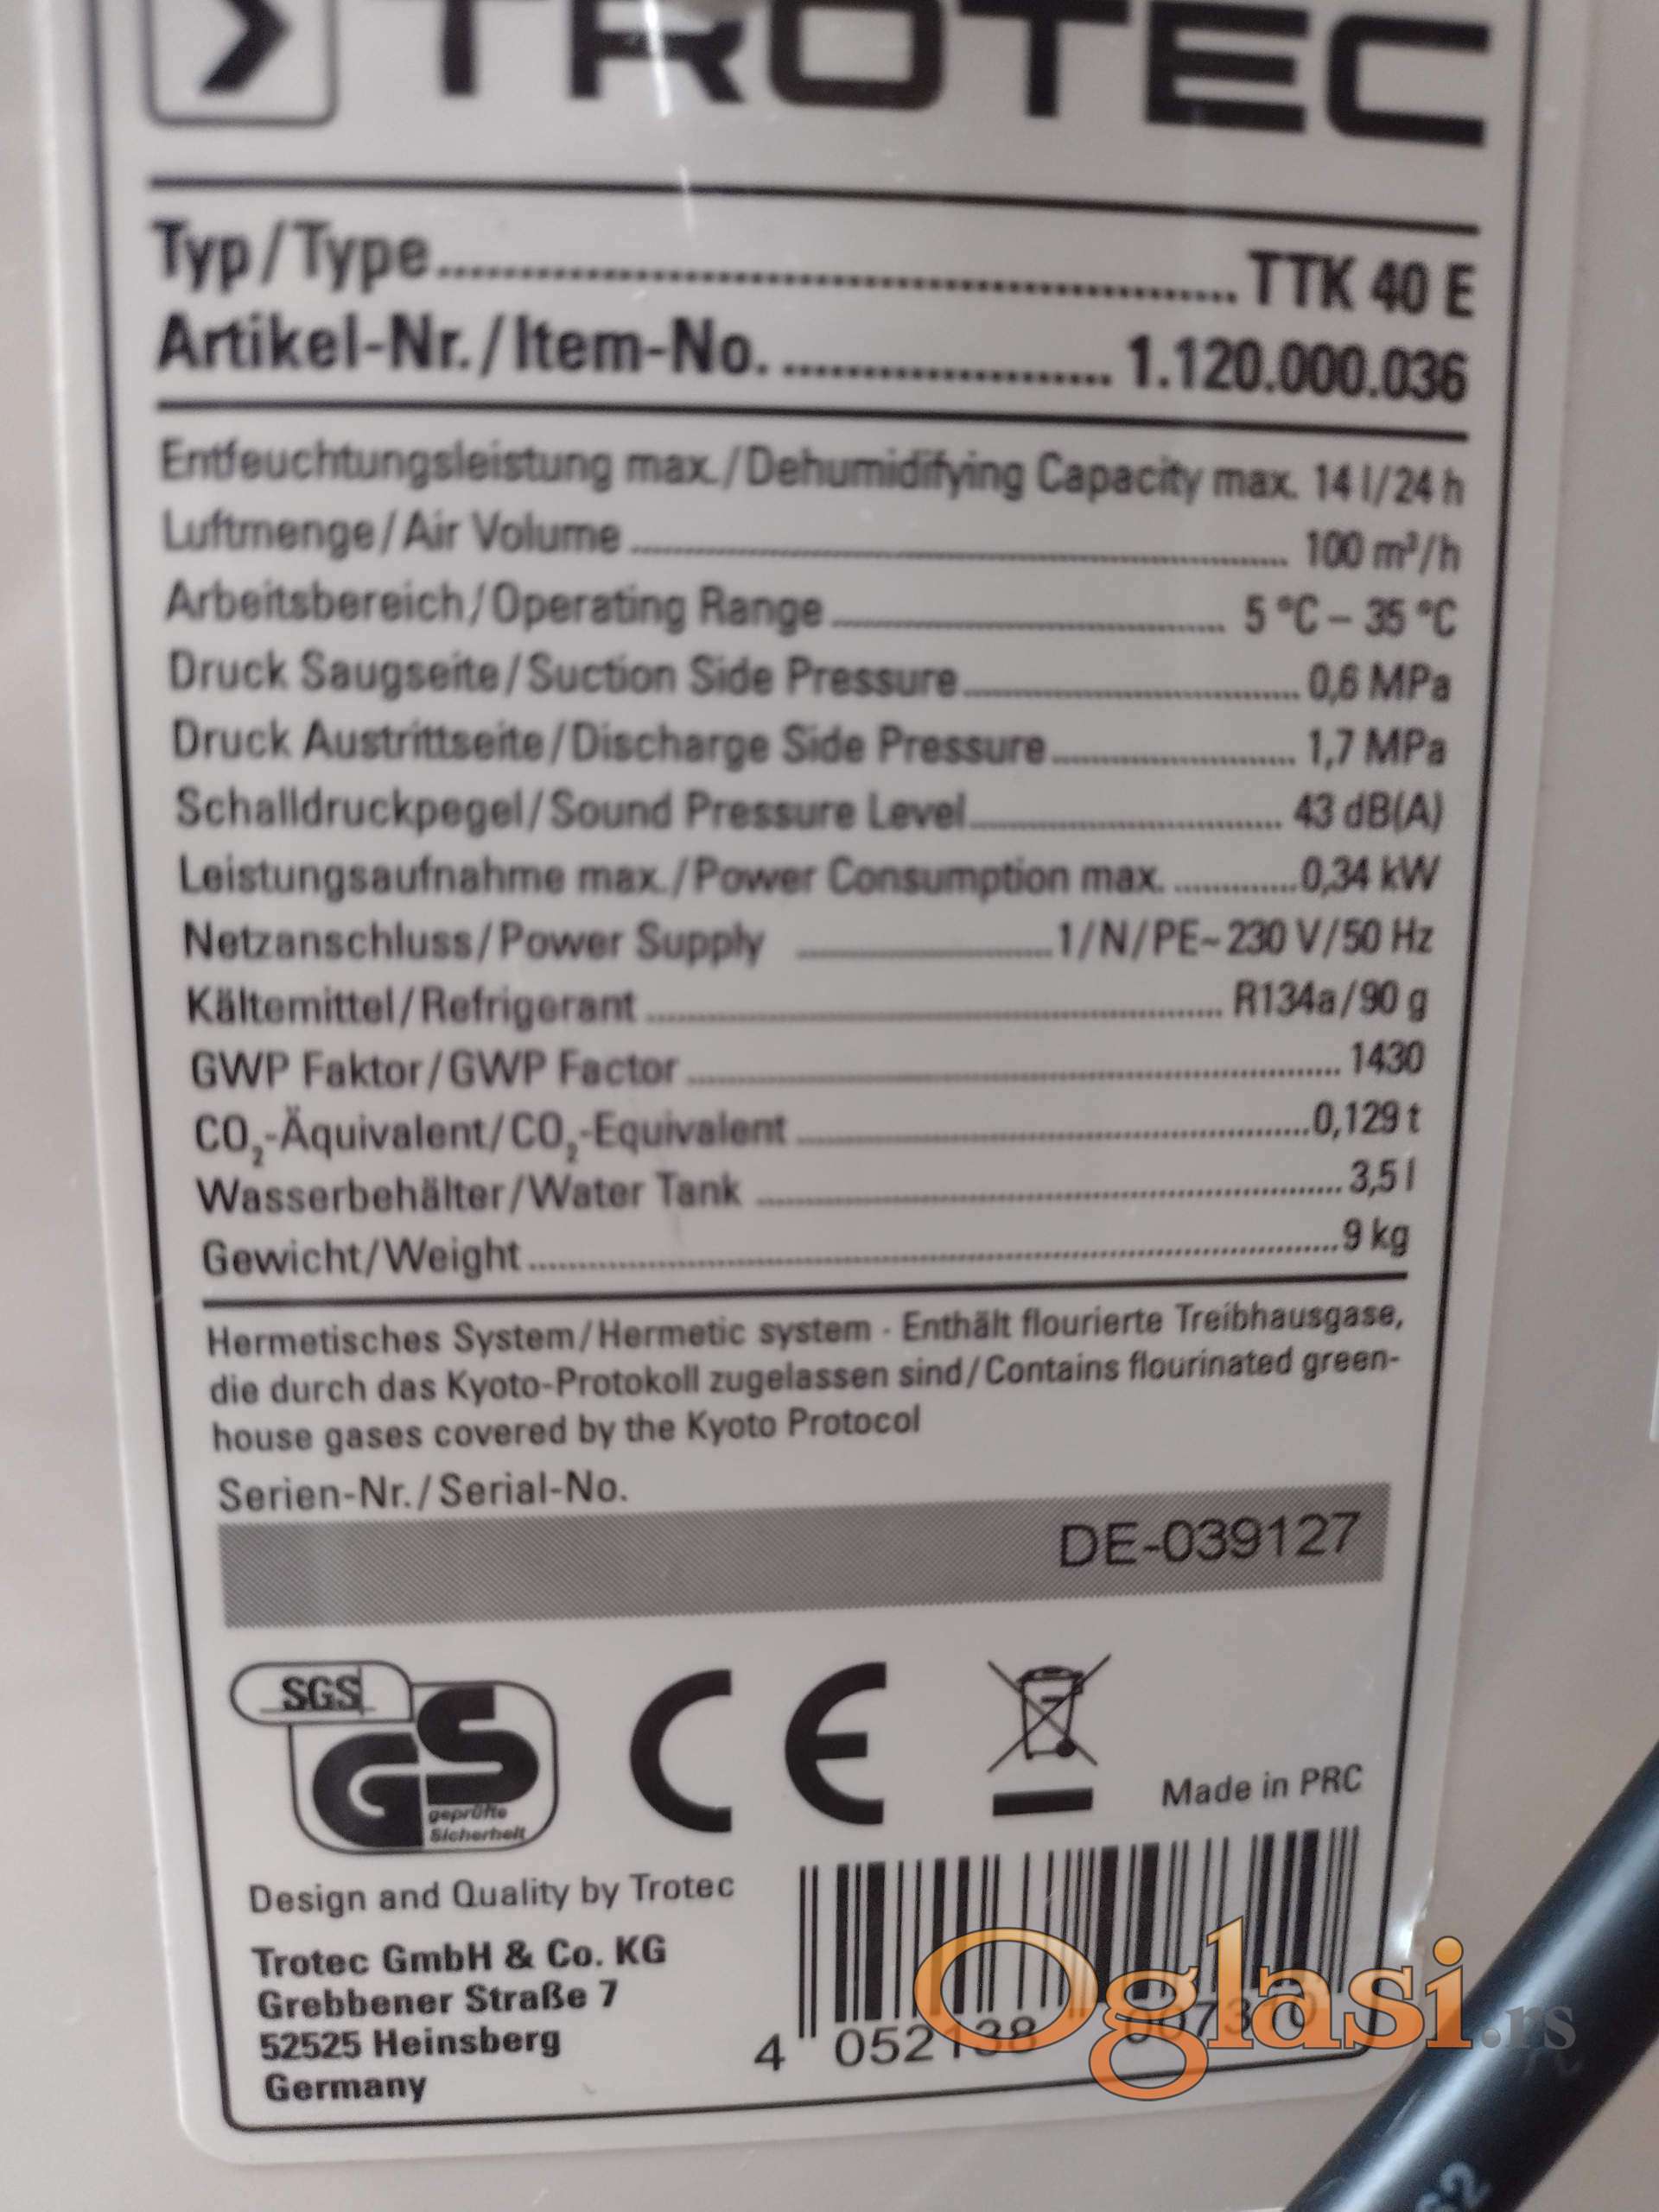 TROTEC
Typ/Type.......... TTK 40 E
Artikel-Nr./Item-No. .......... 1.120.000.036
Entfeuchtungsleistung max./Dehumidifying Capacity max. 14 l/24 h
Luftmenge/Air Volume .......... 100 m³/h
Arbeitsbereich/Operating Range .......... 5 °C – 35 °C
Druck Saugseite/Suction Side Pressure .......... 0,6 MPa
Druck Austrittseite/Discharge Side Pressure .......... 1,7 MPa
Schalldruckpegel/Sound Pressure Level .......... 43 dB(A)
Leistungsaufnahme max./Power Consumption max. .......... 0,34 kW
Netzanschluss/Power Supply .......... 1/N/PE~ 230 V/50 Hz
Kältemittel/Refrigerant .......... R134a/90 g
GWP Faktor/GWP Factor .......... 1430
CO₂-Äquivalent/CO₂-Equivalent .......... 0,129 t
Wasserbehälter/Water Tank .......... 3,5 l
Gewicht/Weight .......... 9 kg
Hermetisches System/Hermetic system · Enthält flourierte Treibhausgase,
die durch das Kyoto-Protokoll zugelassen sind/Contains flourinated green-
house gases covered by the Kyoto Protocol
Serien-Nr./Serial-No.
DE-039127
SGS
GS
geprüfte
Sicherheit
CE
Made in PRC
Design and Quality by Trotec
Trotec GmbH & Co. KG
Grebbener Straße 7
52525 Heinsberg
Germany
4 052138
Oglasi.rs